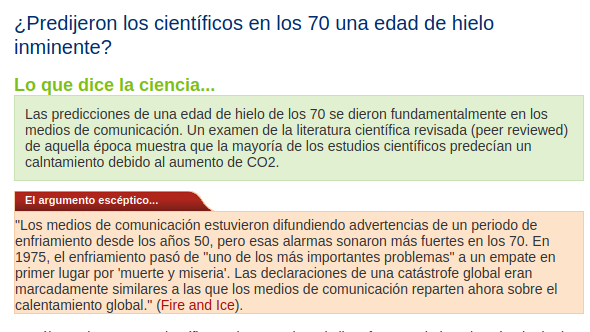 ¿Predijeron los científicos en los 70 una edad de hielo
inminente?
Lo que dice la ciencia...
Las predicciones de una edad de hielo de los 70 se dieron fundamentalmente en los
medios de comunicación. Un examen de la literatura científica revisada (peer reviewed)
de aquella época muestra que la mayoría de los estudios científicos predecían un
calntamiento debido al aumento de CO2.
El argumento escéptico...
"Los medios de comunicación estuvieron difundiendo advertencias de un periodo de
enfriamiento desde los años 50, pero esas alarmas sonaron más fuertes en los 70. En
1975, el enfriamiento pasó de "uno de los más importantes problemas" a un empate en
primer lugar por 'muerte y miseria'. Las declaraciones de una catástrofe global eran
marcadamente similares a las que los medios de comunicación reparten ahora sobre el
calentamiento global." (Fire and Ice).